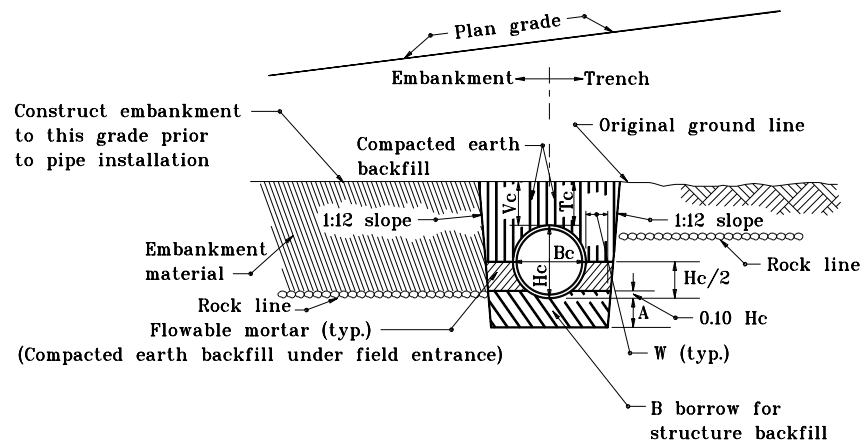 Plan grade
Embankment
Trench
Construct embankment
to this grade prior
to pipe installation
Compacted earth
backfill
Original ground line
Vc
Tc
1:12 slope
1:12 slope
Bc
Hc
Embankment
material
Rock line
Hc/2
Rock line
A
0.10 Hc
Flowable mortar (typ.)
(Compacted earth backfill under field entrance)
W (typ.)
B borrow for
structure backfill